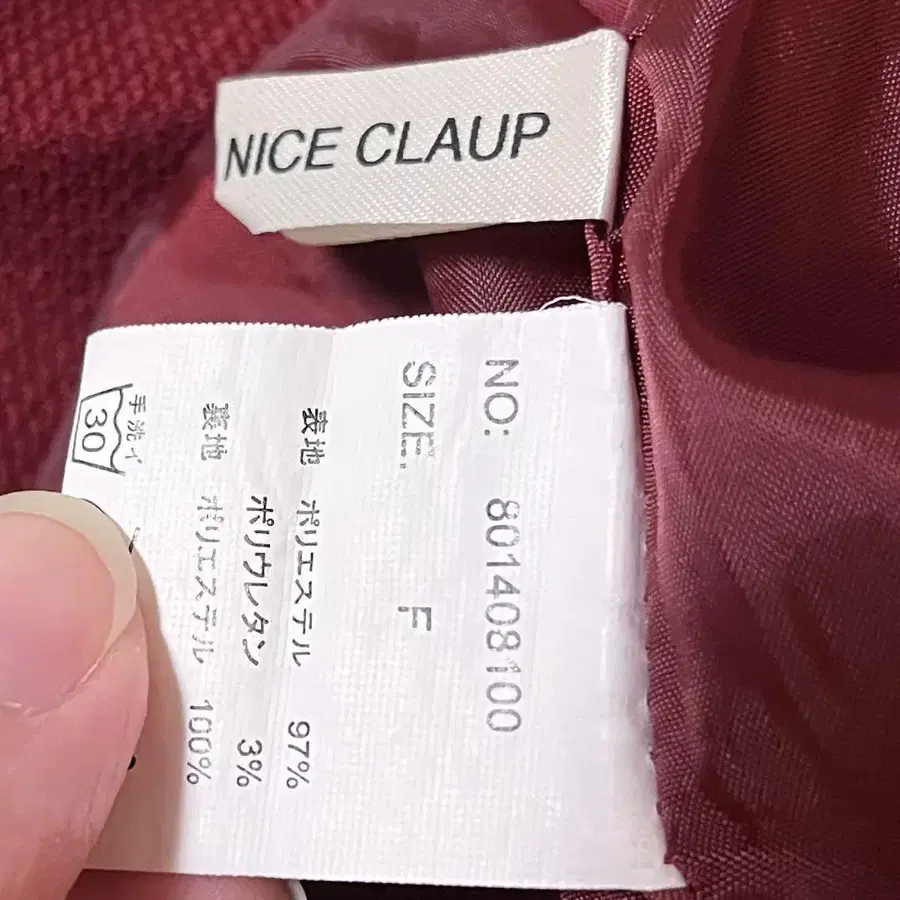 NICE CLAUP
NO: 801408100
SIZE. F
表地 ポリエステル 97%
ポリウレタン 3%
裏地 ポリエステル 100%
手洗イ
30